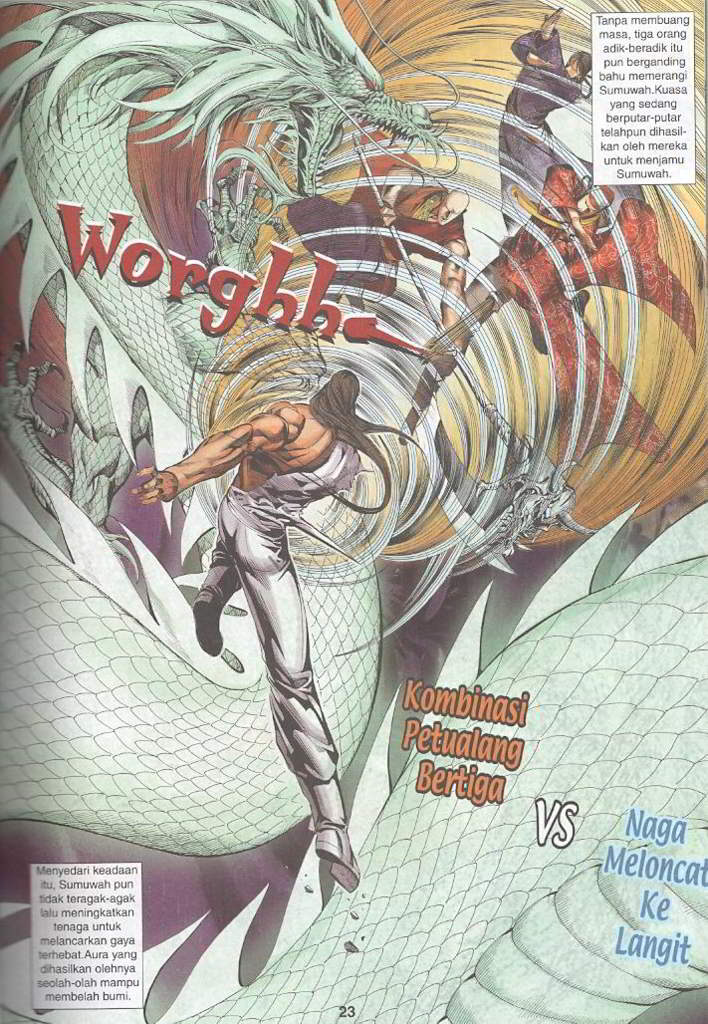 Tanpa membuang
masa, tiga orang
adik-beradik itu
pun berganding
bahu memerangi
Sumuwah.Kuasa
yang sedang
berputar-putar
telahpun dihasil-
kan oleh mereka
untuk menjamu
Sumuwah.
Worghh
Kombinasi
Petualang
Bertiga
VS
Naga
Meloncat
Ke
Langit
Menyedari keadaan
itu, Sumuwah pun
tidak teragak-agak
lalu meningkatkan
tenaga untuk
melancarkan gaya
terhebat.Aura yang
dihasilkan olehnya
seolah-olah mampu
membelah bumi.
23